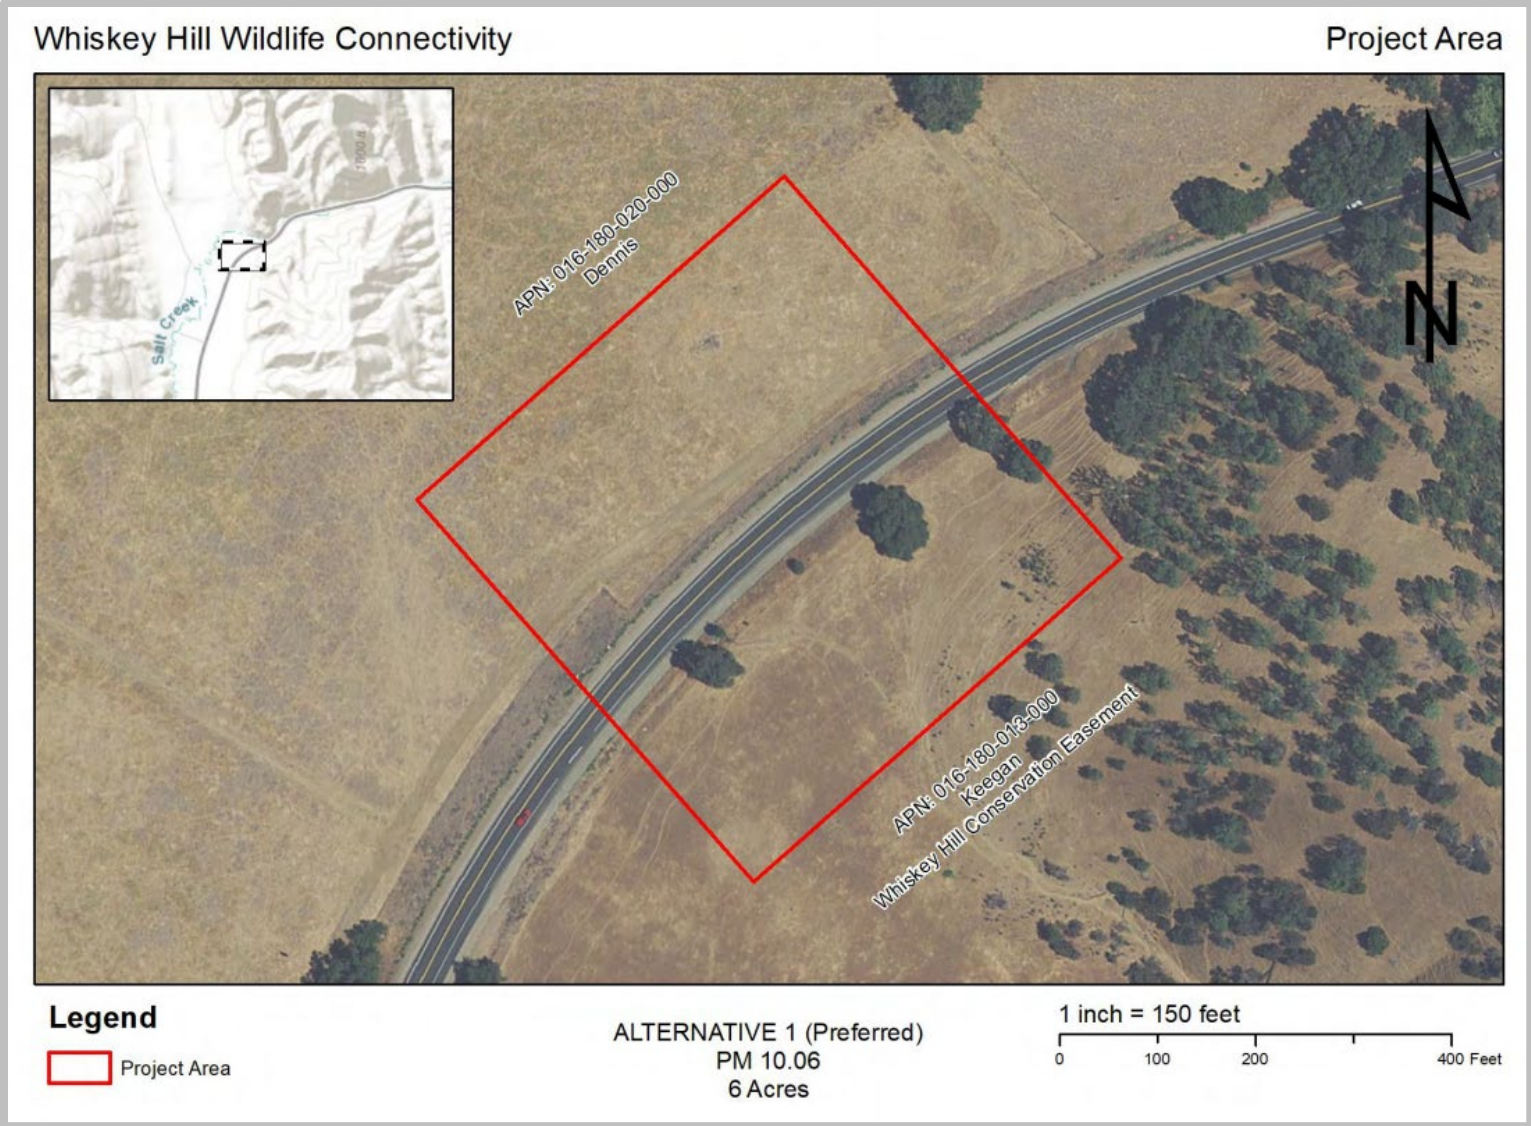 Whiskey Hill Wildlife Connectivity
Project Area
1800 ft
Salt Creek
APN: 016-180-020-000
Dennis
N
APN: 016-180-013-000
Keegan
Whiskey Hill Conservation Easement
Legend
Project Area
ALTERNATIVE 1 (Preferred)
PM 10.06
6 Acres
1 inch = 150 feet
0 100 200 400 Feet